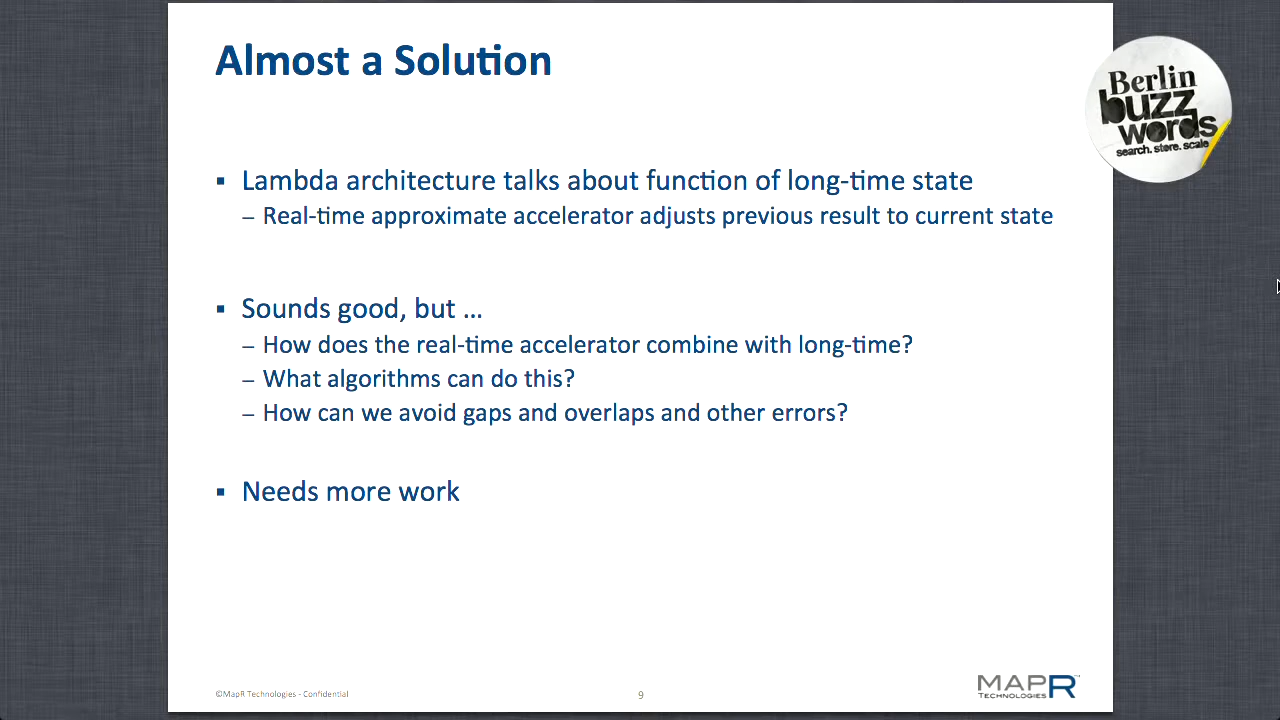 Almost a Solution
Berlin
buzz
words
search. store. scale
▪ Lambda architecture talks about function of long-time state
– Real-time approximate accelerator adjusts previous result to current state
▪ Sounds good, but …
– How does the real-time accelerator combine with long-time?
– What algorithms can do this?
– How can we avoid gaps and overlaps and other errors?
▪ Needs more work
©MapR Technologies - Confidential
9
MAPR™
TECHNOLOGIES